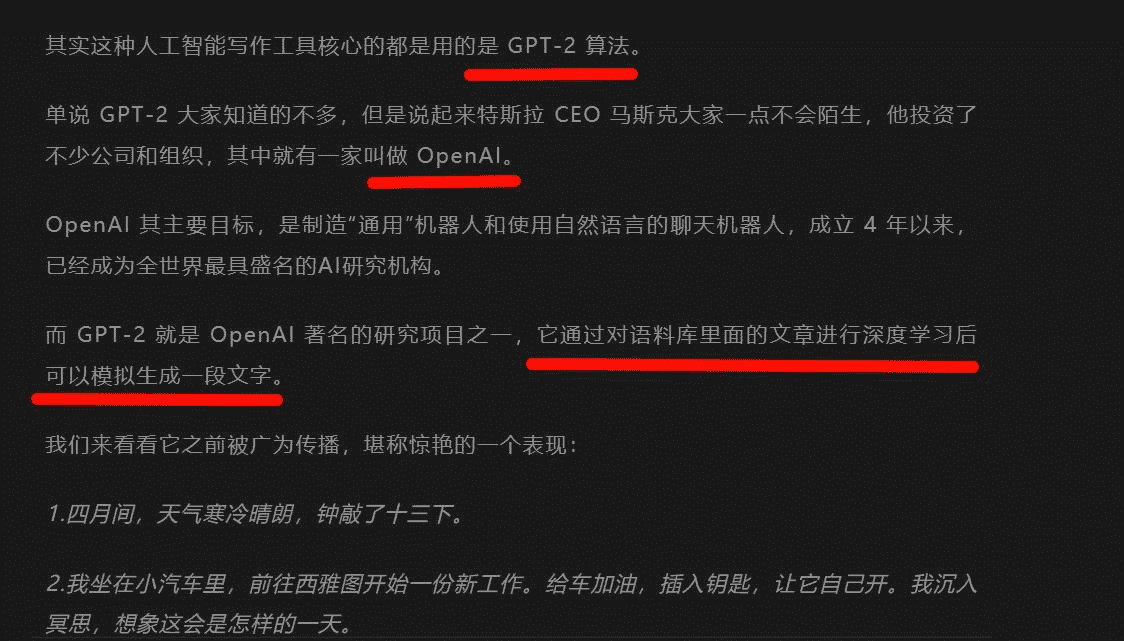 其实这种人工智能写作工具核心的都是用的是 GPT-2 算法。
单说 GPT-2 大家知道的不多，但是说起来特斯拉 CEO 马斯克大家一点不会陌生，他投资了
不少公司和组织，其中就有一家叫做 OpenAI。
OpenAI 其主要目标，是制造“通用”机器人和使用自然语言的聊天机器人，成立 4 年以来，
已经成为全世界最具盛名的AI研究机构。
而 GPT-2 就是 OpenAI 著名的研究项目之一，它通过对语料库里面的文章进行深度学习后
可以模拟生成一段文字。
我们来看看它之前被广为传播，堪称惊艳的一个表现：
1.四月间，天气寒冷晴朗，钟敲了十三下。
2.我坐在小汽车里，前往西雅图开始一份新工作。给车加油，插入钥匙，让它自己开。我沉入
冥思，想象这会是怎样的一天。